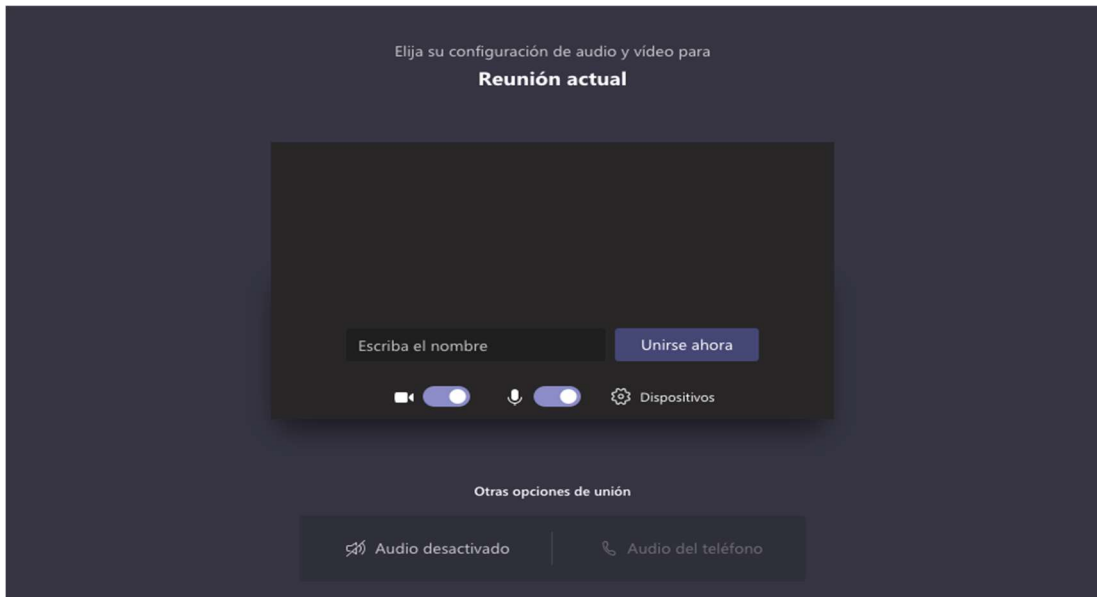 Elija su configuración de audio y vídeo para
Reunión actual
Escriba el nombre
Unirse ahora
Dispositivos
Otras opciones de unión
Audio desactivado
Audio del teléfono